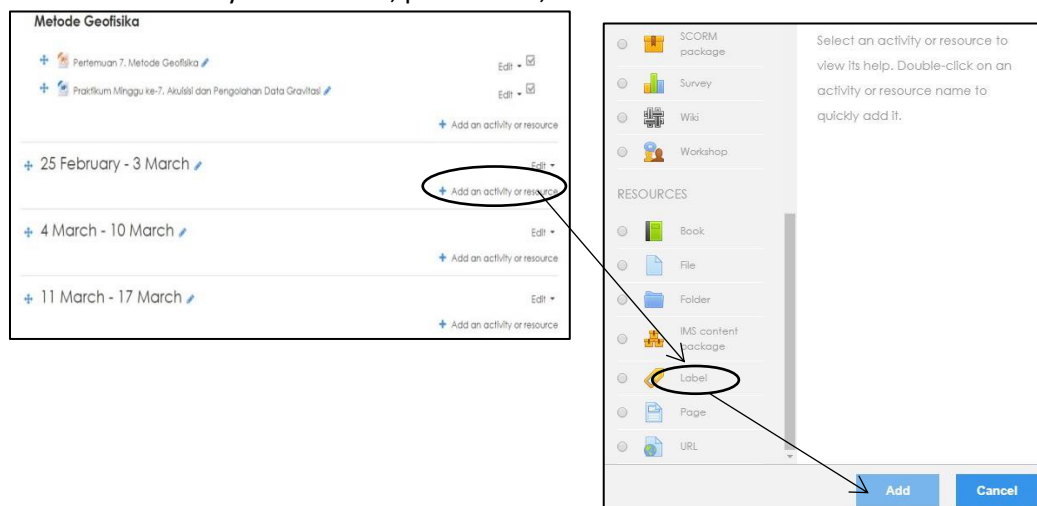 Metode Geofisika
Pertemuan 7. Metode Geofisika
Edit
Praktikum Minggu ke-7, Akuisisi dan Pengolahan Data Gravitasi
Edit
Add an activity or resource
25 February - 3 March
Edit
Add an activity or resource
4 March - 10 March
Edit
Add an activity or resource
11 March - 17 March
Edit
Add an activity or resource
SCORM
package
Survey
Wiki
Workshop
RESOURCES
Book
File
Folder
IMS content
package
Label
Page
URL
Select an activity or resource to
view its help. Double-click on an
activity or resource name to
quickly add it.
Add
Cancel